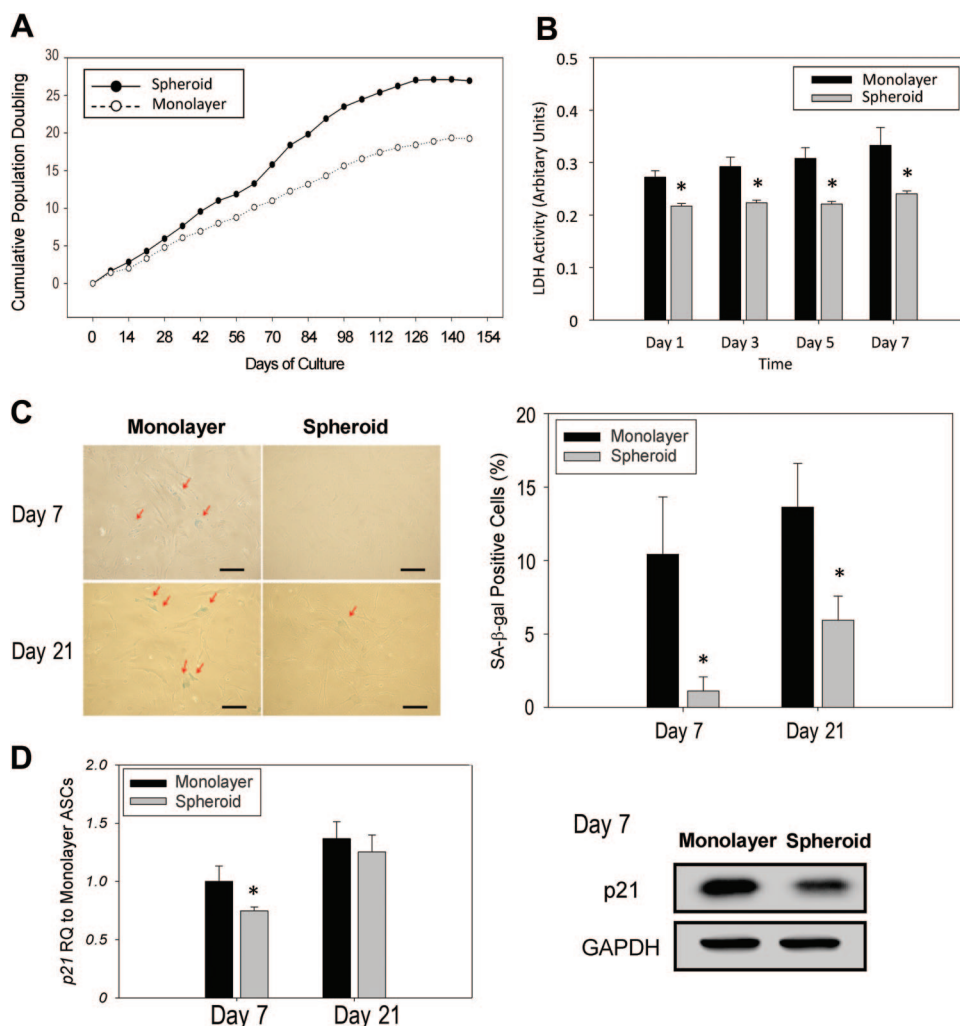 A
Cumulative Population Doubling
30
25
20
15
10
5
0
Spheroid
Monolayer
0 14 28 42 56 70 84 98 112 126 140 154
Days of Culture
B
LDH Activity (Arbitary Units)
0.5
0.4
0.3
0.2
0.1
0
Monolayer
Spheroid
* * * *
Day 1 Day 3 Day 5 Day 7
Time
C
Monolayer Spheroid
Day 7
Day 21
SA-β-gal Positive Cells (%)
20
15
10
5
0
Monolayer
Spheroid
*
*
Day 7 Day 21
D
p21 RQ to Monolayer ASCs
2.0
1.5
1.0
0.5
0
Monolayer
Spheroid
*
Day 7 Day 21
Day 7
Monolayer Spheroid
p21
GAPDH